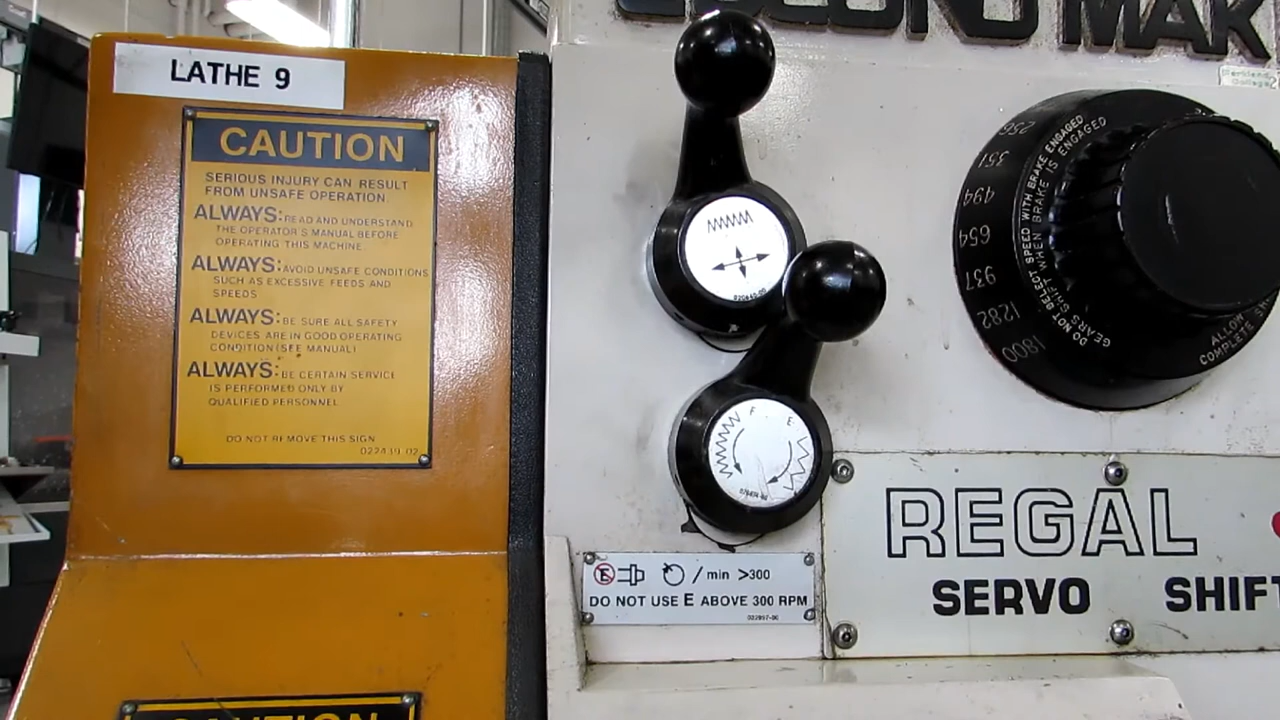 LATHE 9
CAUTION
SERIOUS INJURY CAN RESULT
FROM UNSAFE OPERATION.
ALWAYS: READ AND UNDERSTAND
THE OPERATOR'S MANUAL BEFORE
OPERATING THIS MACHINE.
ALWAYS: AVOID UNSAFE CONDITIONS
SUCH AS EXCESSIVE FEEDS AND
SPEEDS
ALWAYS: BE SURE ALL SAFETY
DEVICES ARE IN GOOD OPERATING
CONDITION (SEE MANUAL)
ALWAYS: BE CERTAIN SERVICE
IS PERFORMED ONLY BY
QUALIFIED PERSONNEL
DO NOT REMOVE THIS SIGN
CAUTION
F E
E / min >300
DO NOT USE E ABOVE 300 RPM
MAK
256
351
494
654
937
1282
1800
DO NOT SELECT SPEED WITH BRAKE ENGAGED
GEARS SHIFT WHEN BRAKE IS ENGAGED
ALLOW
COMPLETE
REGAL
SERVO SHIFT